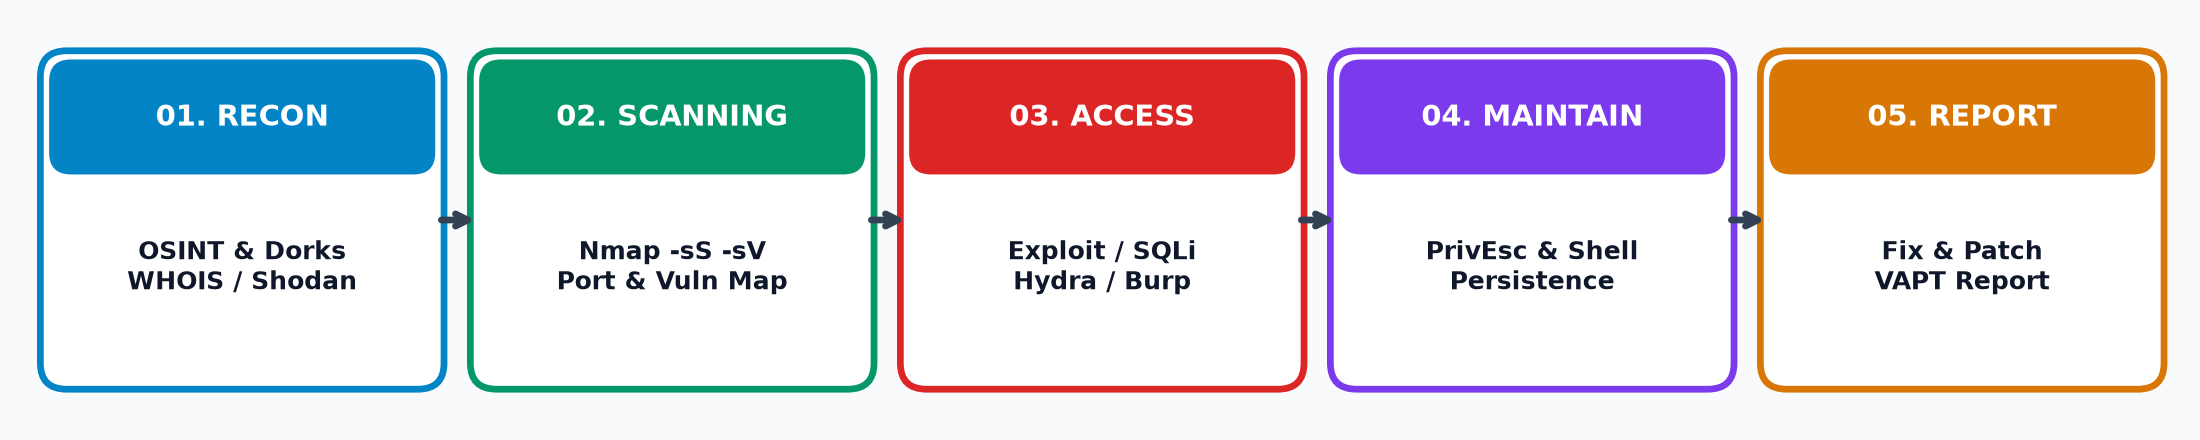 01. RECON
OSINT & Dorks
WHOIS / Shodan
02. SCANNING
Nmap -sS -sV
Port & Vuln Map
03. ACCESS
Exploit / SQLi
Hydra / Burp
04. MAINTAIN
PrivEsc & Shell
Persistence
05. REPORT
Fix & Patch
VAPT Report